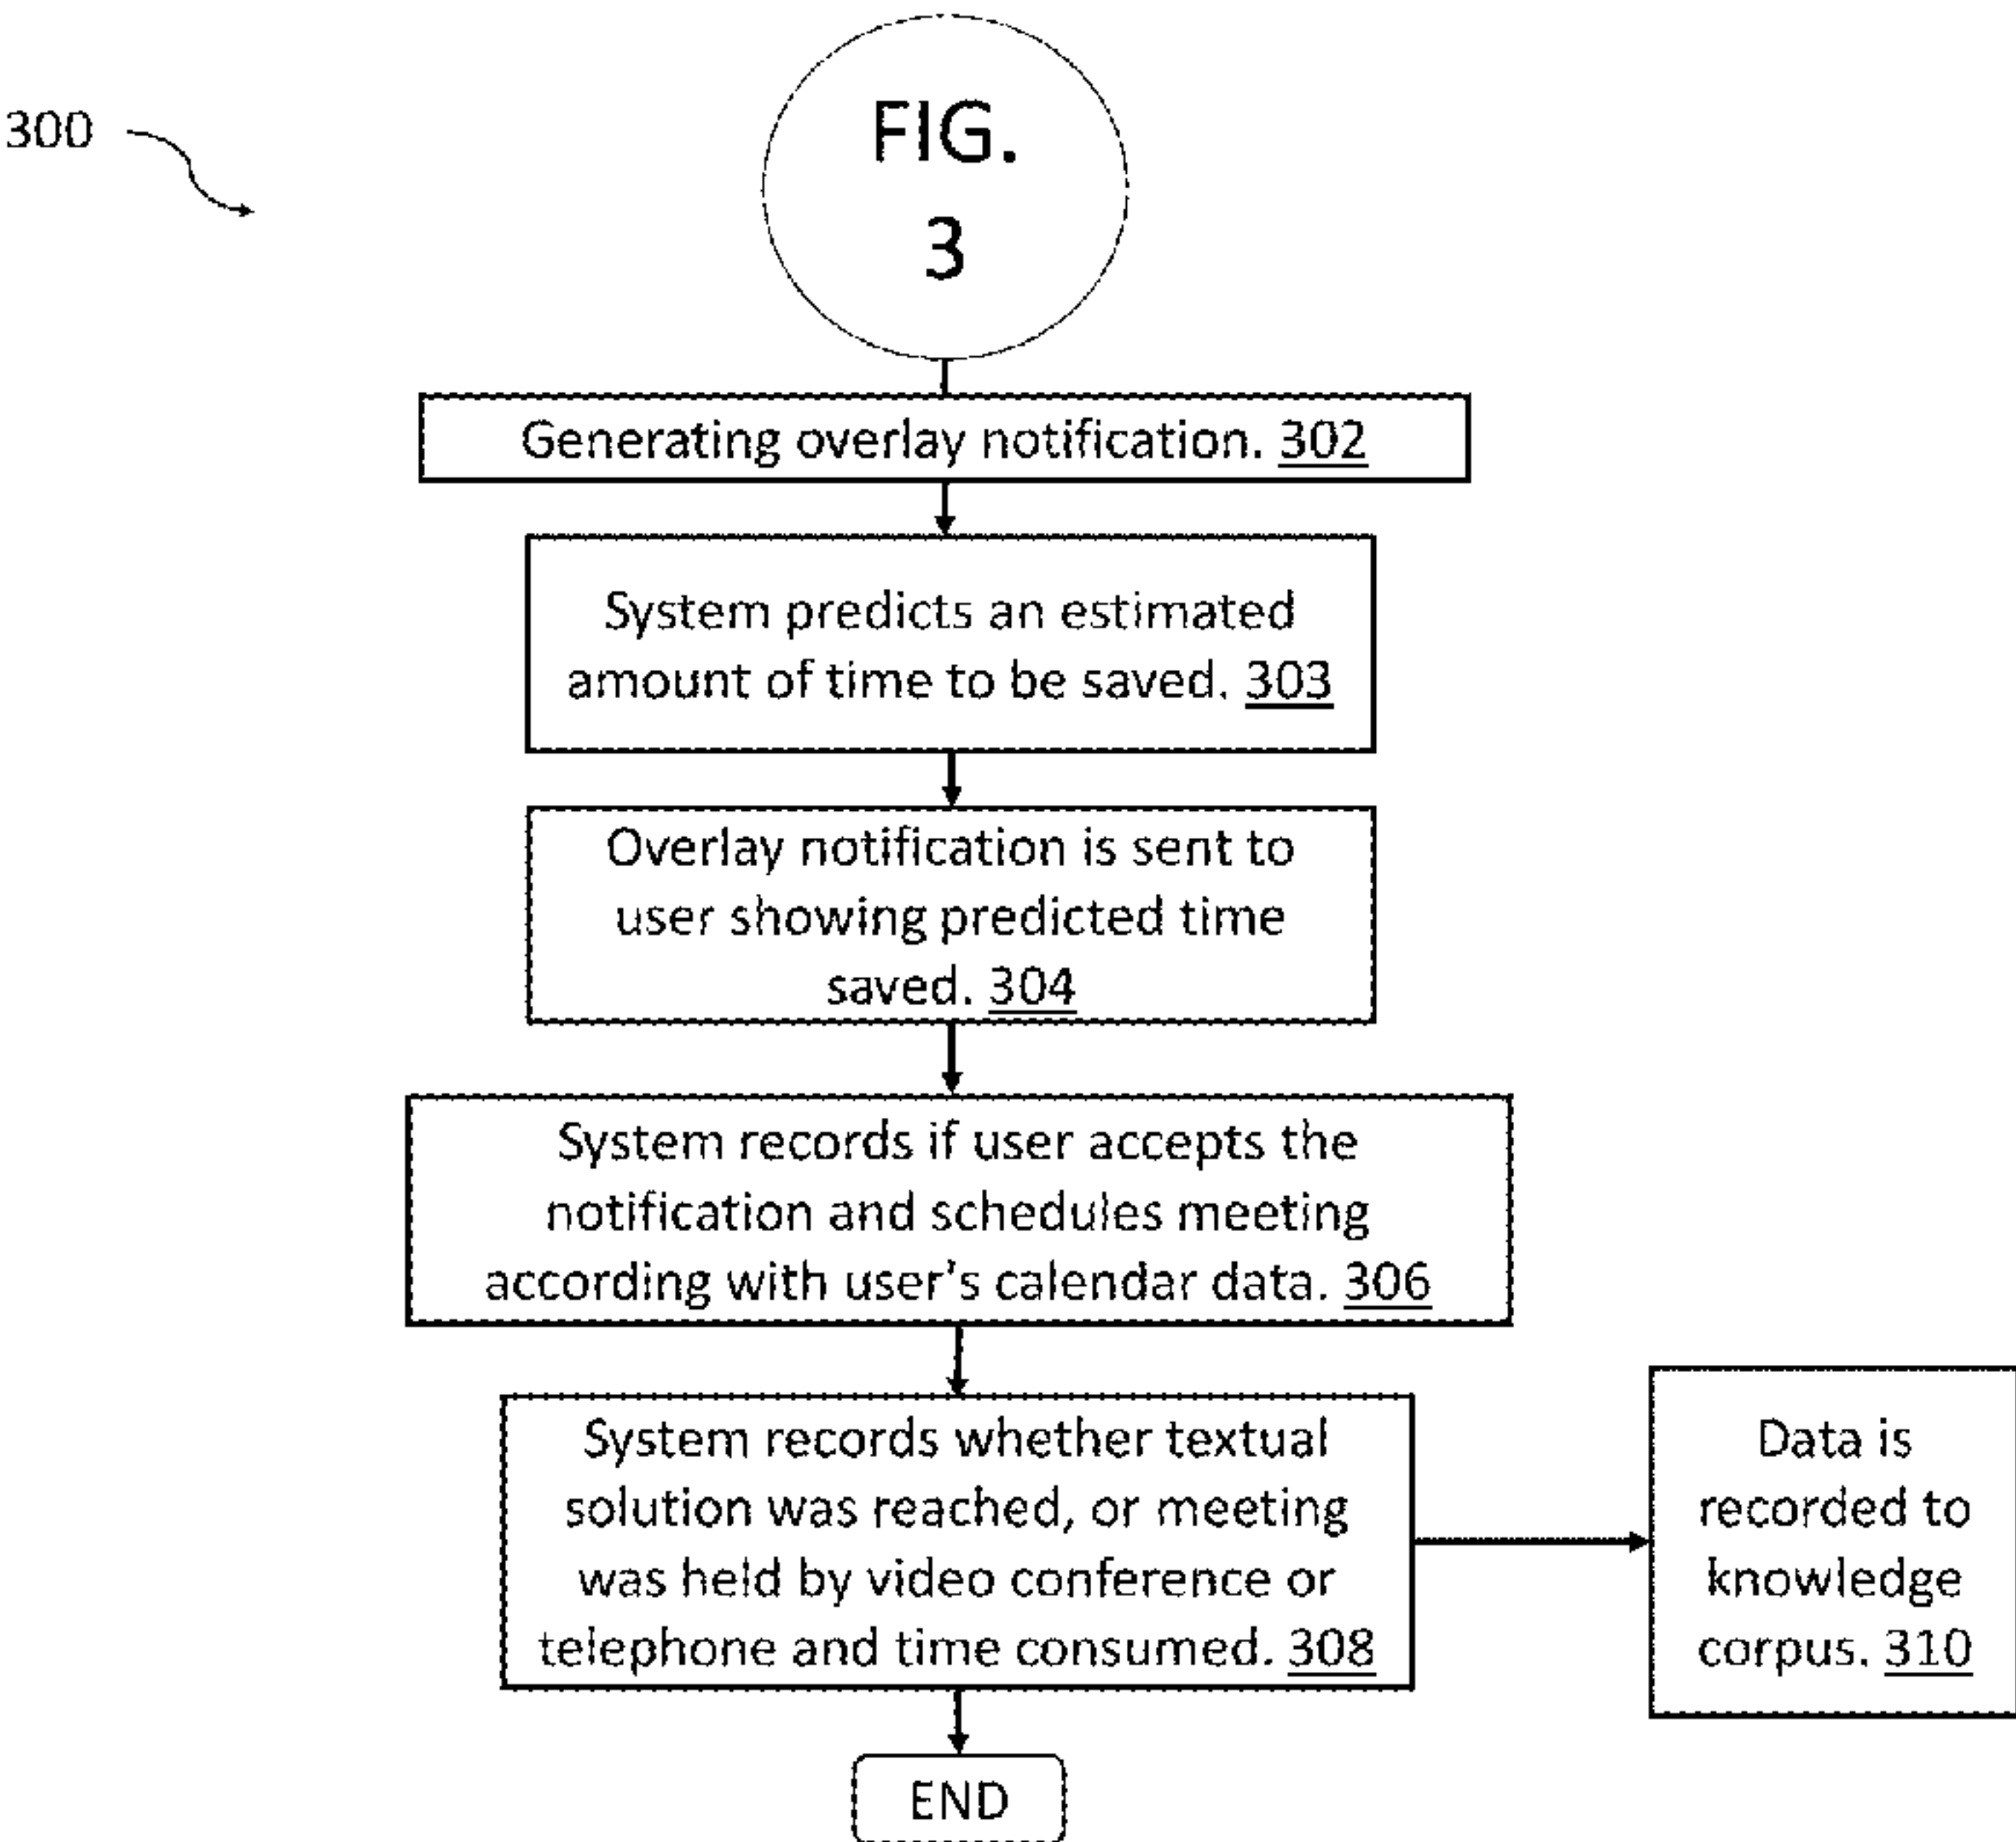 300
FIG.
3
Generating overlay notification. 302
System predicts an estimated
amount of time to be saved. 303
Overlay notification is sent to
user showing predicted time
saved. 304
System records if user accepts the
notification and schedules meeting
according with user's calendar data. 306
System records whether textual
solution was reached, or meeting
was held by video conference or
telephone and time consumed. 308
Data is
recorded to
knowledge
corpus. 310
END